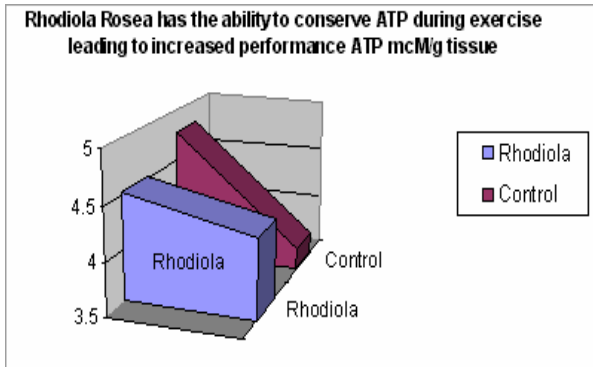 Rhodiola Rosea has the ability to conserve ATP during exercise
leading to increased performance ATP mcM/g tissue
5
4.5
4
3.5
Rhodiola
Control
Rhodiola
Rhodiola
Control